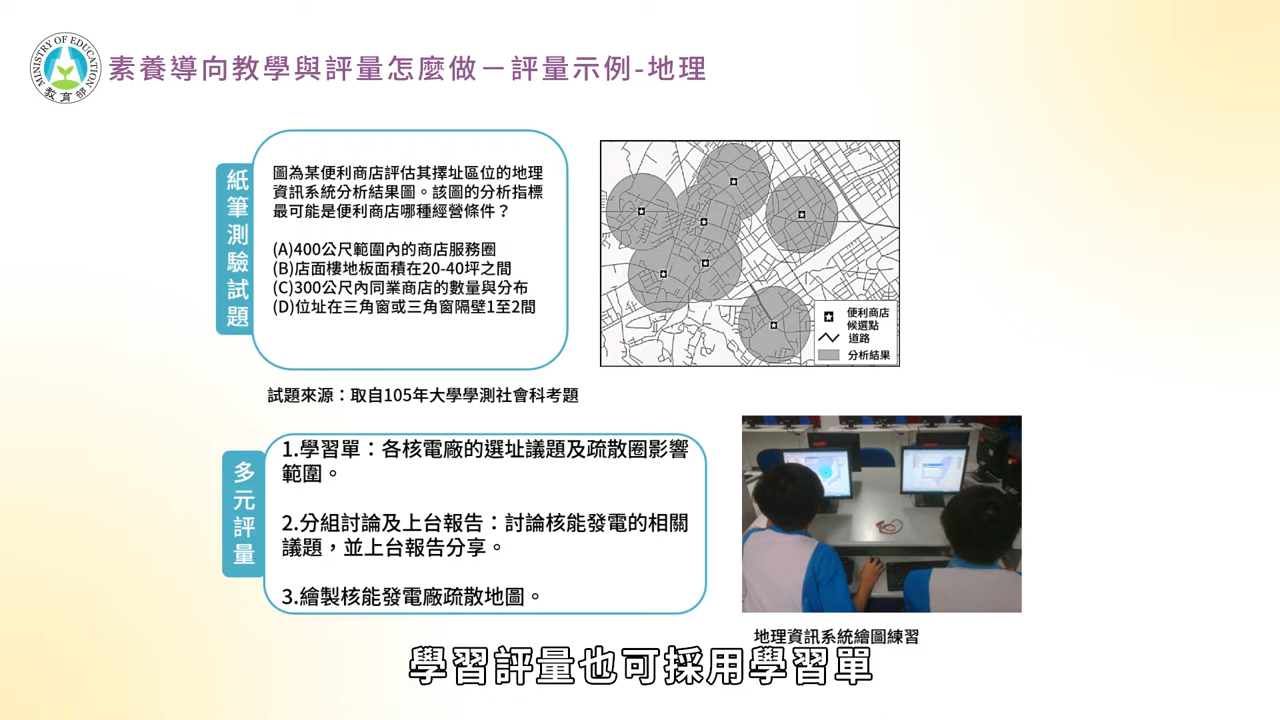 MINISTRY OF EDUCATION
教育部
素養導向教學與評量怎麼做－評量示例-地理
紙筆測驗試題
圖為某便利商店評估其擇址區位的地理
資訊系統分析結果圖。該圖的分析指標
最可能是便利商店哪種經營條件？
(A)400公尺範圍內的商店服務圈
(B)店面樓地板面積在20-40坪之間
(C)300公尺內同業商店的數量與分布
(D)位址在三角窗或三角窗隔壁1至2間
便利商店
候選點
道路
分析結果
試題來源：取自105年大學學測社會科考題
多元評量
1.學習單：各核電廠的選址議題及疏散圈影響
範圍。
2.分組討論及上台報告：討論核能發電的相關
議題，並上台報告分享。
3.繪製核能發電廠疏散地圖。
地理資訊系統繪圖練習
學習評量也可採用學習單